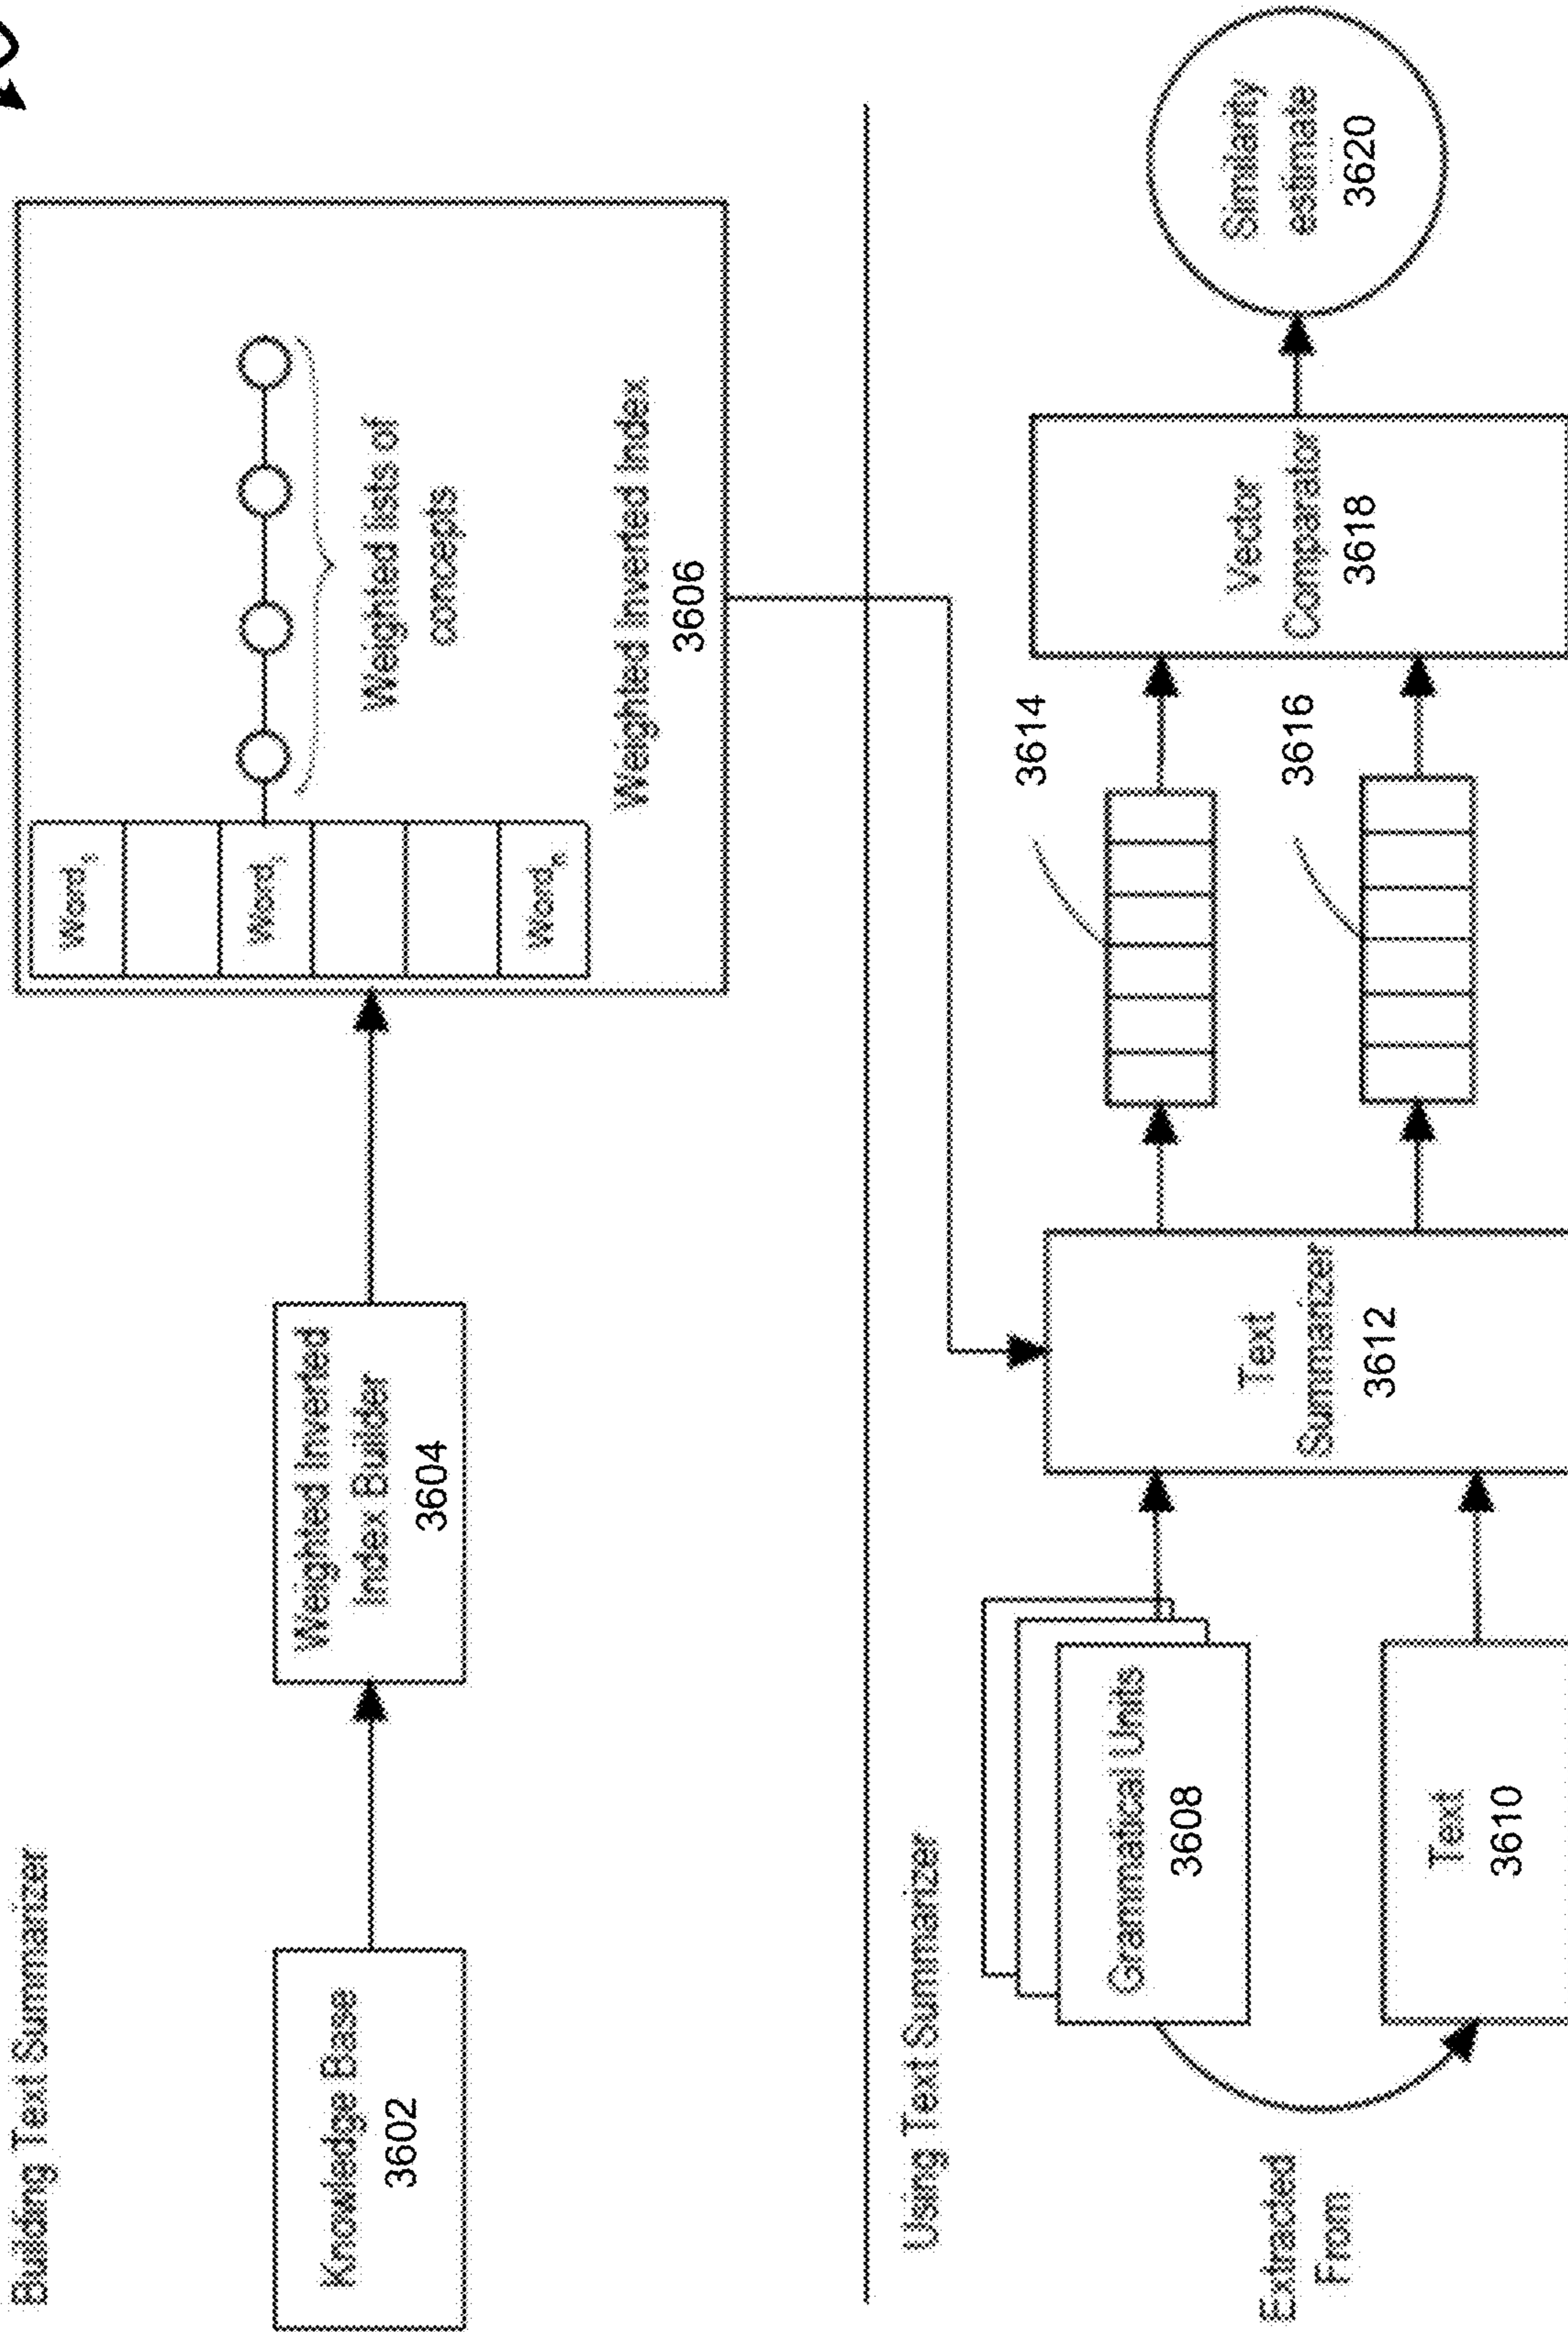 Building Text Summarizer
Knowledge Base
3602
Weighted Inverted
Index Builder
3604
Word₁
Wordᵢ
Wordₙ
Weighted lists of
concepts
Weighted Inverted Index
3606
Using Text Summarizer
Extracted
From
Grammatical Units
3608
Text
3610
Text
Summarizer
3612
3614
3616
Vector
Comparator
3618
Similarity
estimate
3620